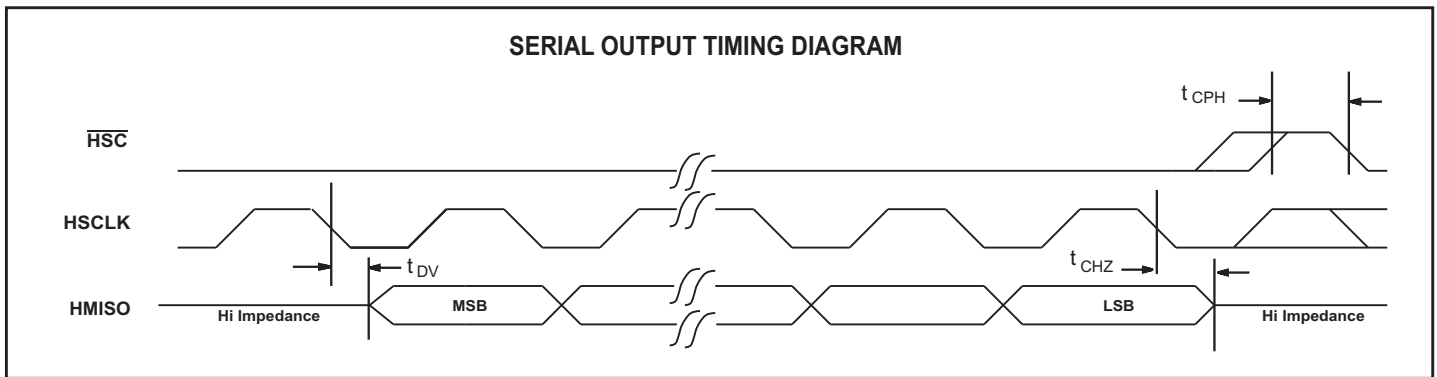 SERIAL OUTPUT TIMING DIAGRAM
t CPH
HSC
HSCLK
t DV
t CHZ
HMISO
Hi Impedance
MSB
LSB
Hi Impedance